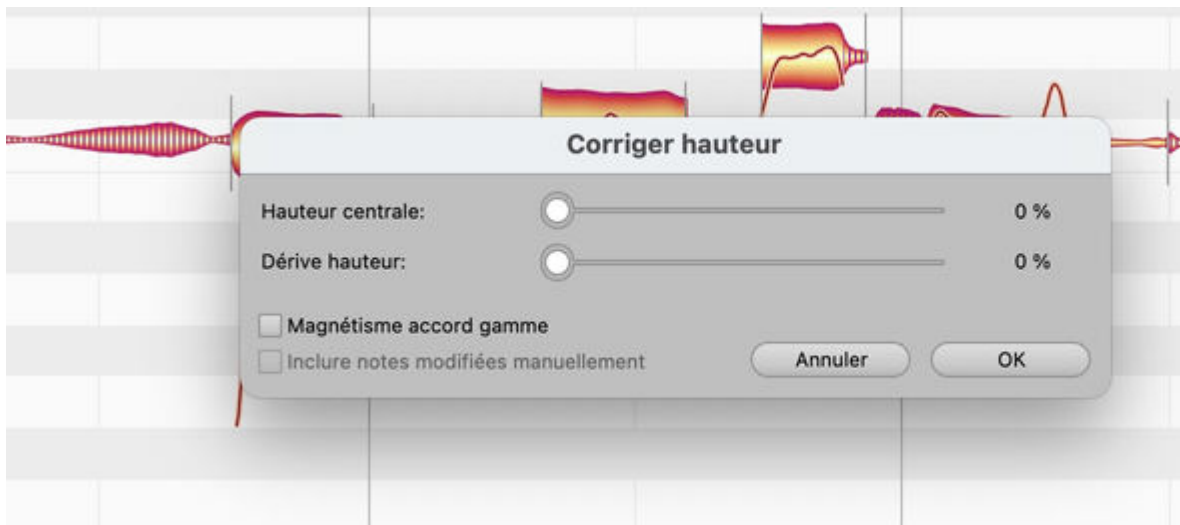 Corriger hauteur
Hauteur centrale: 0 %
Dérive hauteur: 0 %
Magnétisme accord gamme
Inclure notes modifiées manuellement
Annuler OK